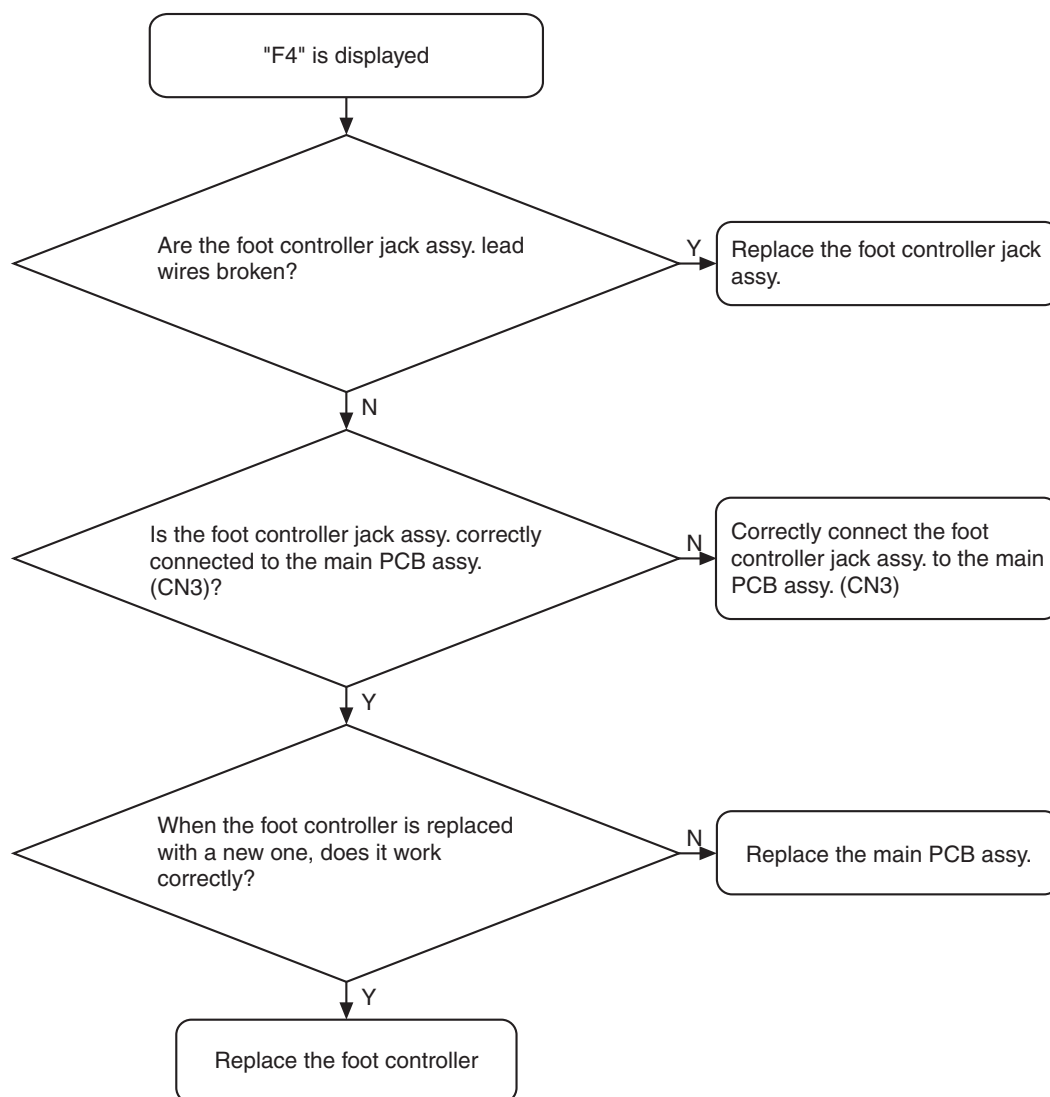 "F4" is displayed
Are the foot controller jack assy. lead
wires broken?
Y
Replace the foot controller jack
assy.
N
Is the foot controller jack assy. correctly
connected to the main PCB assy.
(CN3)?
N
Correctly connect the foot
controller jack assy. to the main
PCB assy. (CN3)
Y
When the foot controller is replaced
with a new one, does it work
correctly?
N
Replace the main PCB assy.
Y
Replace the foot controller